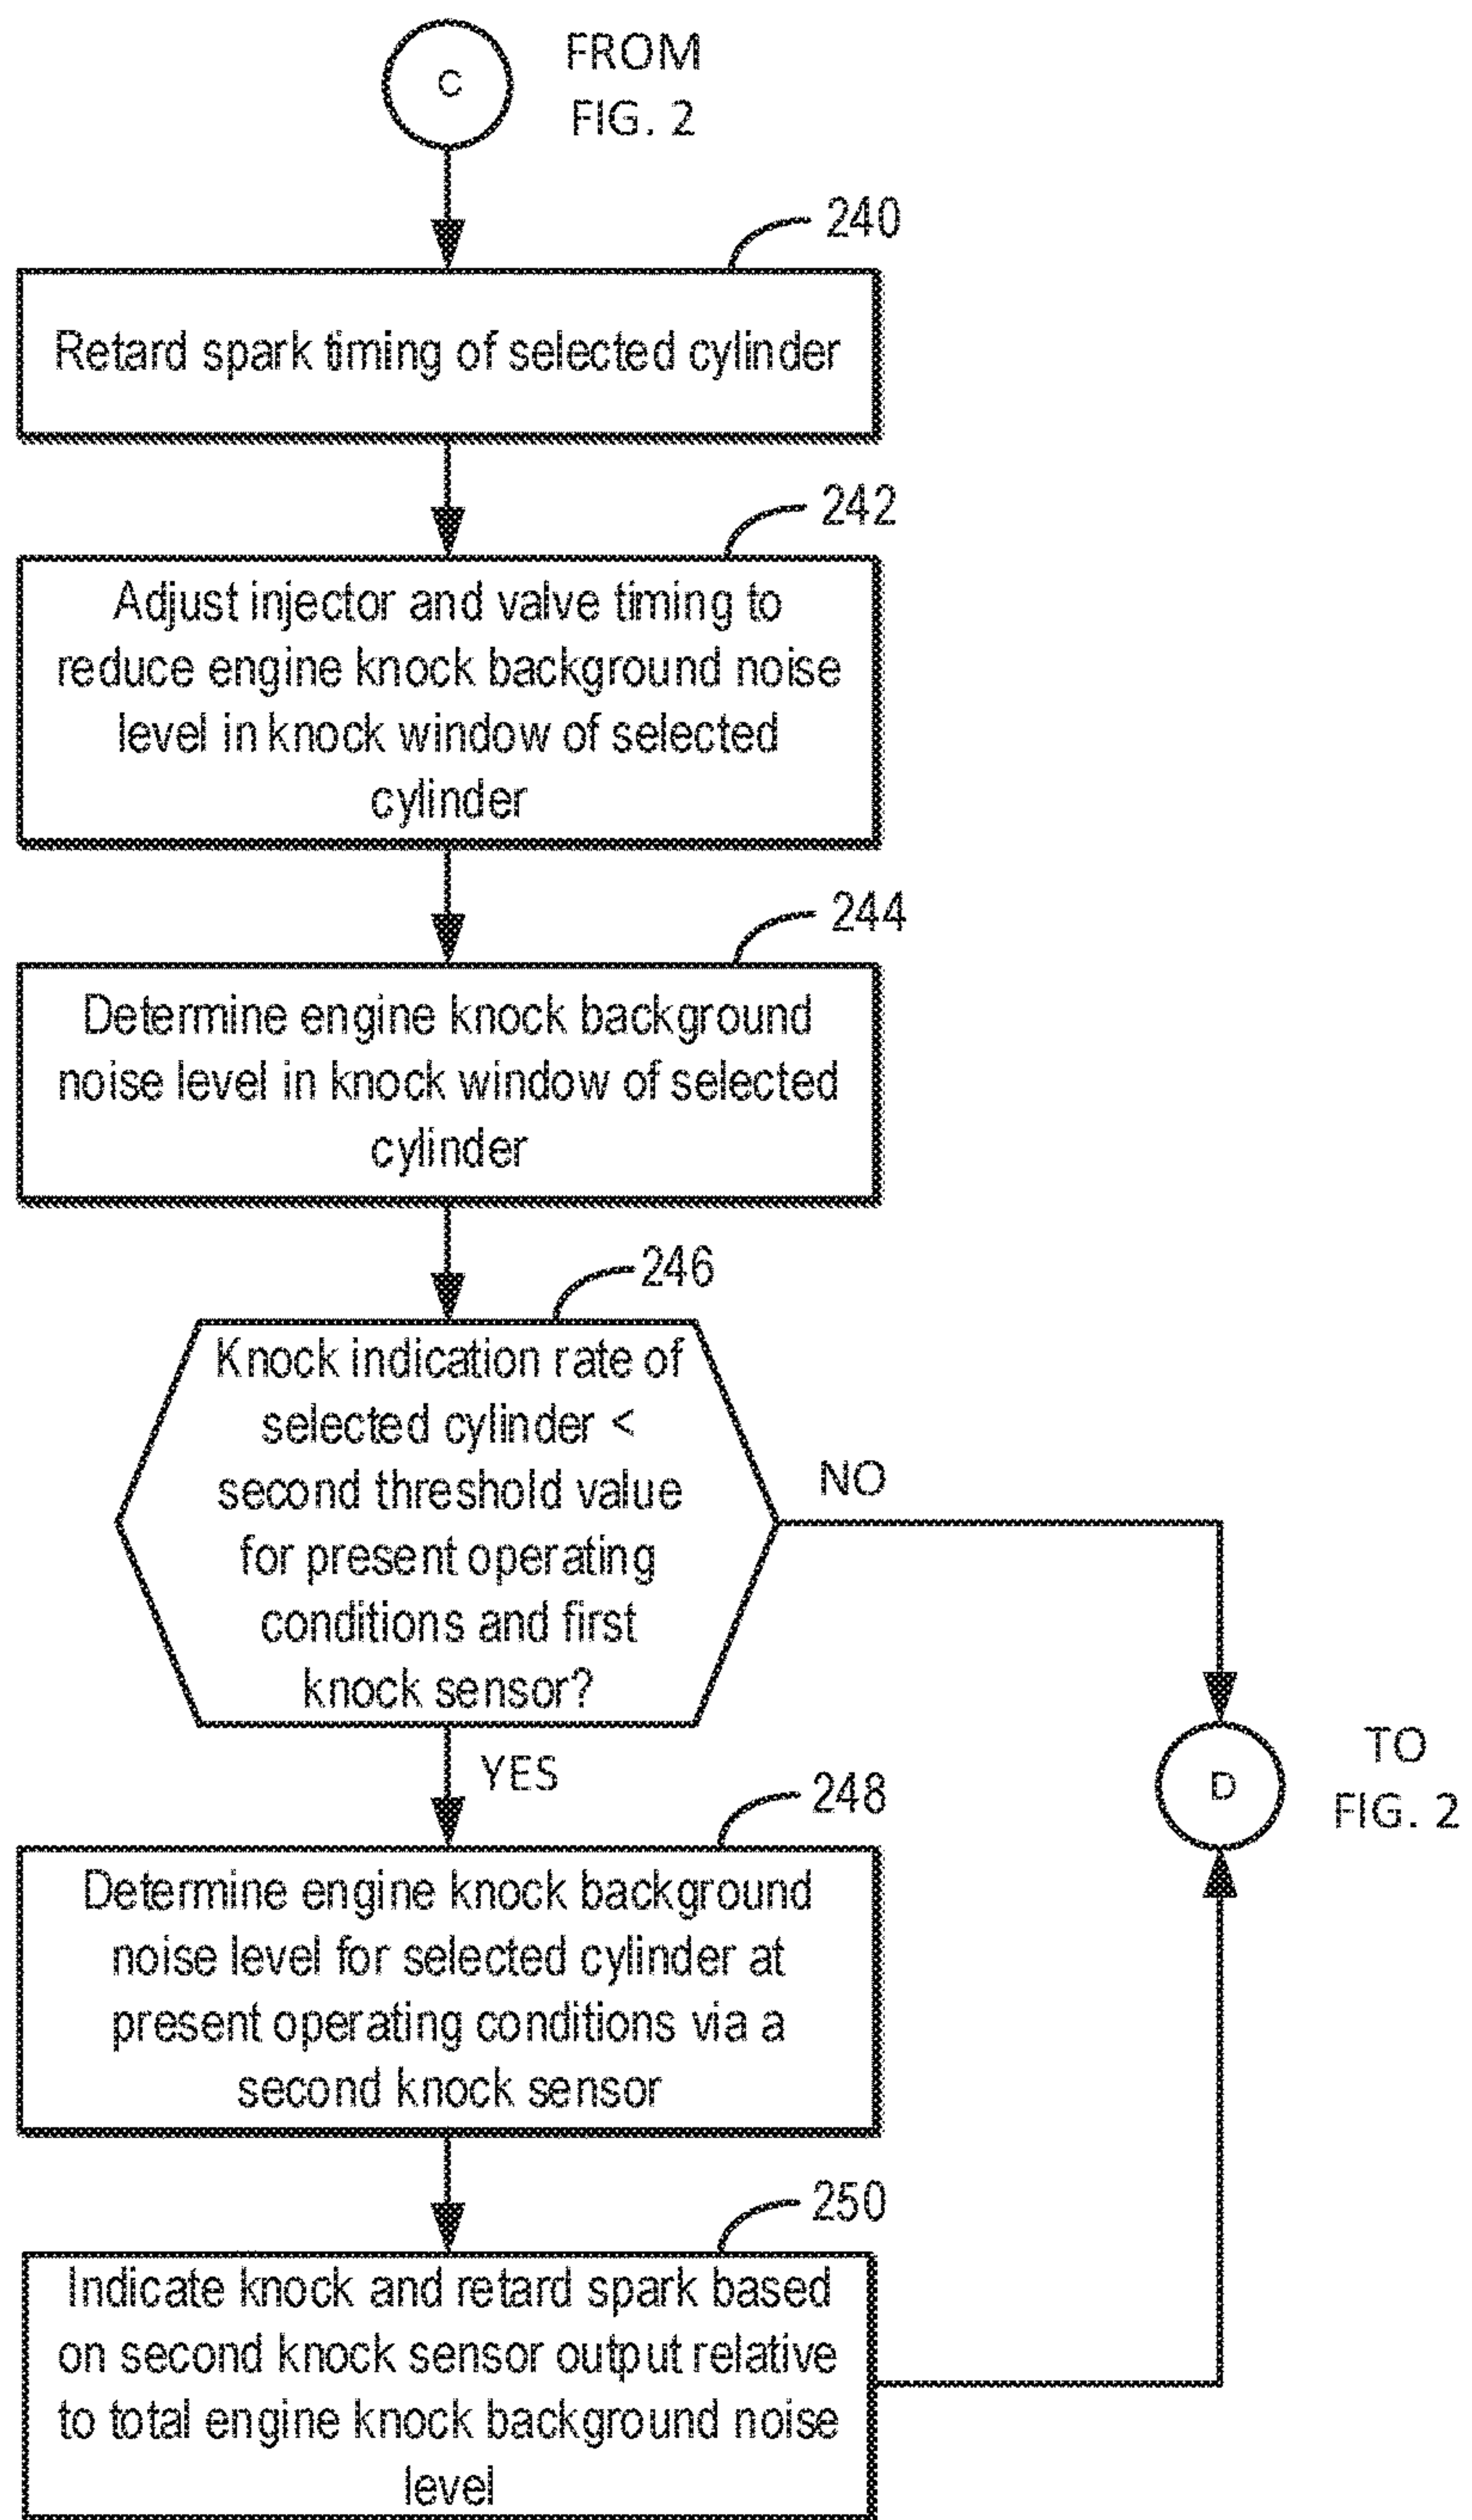 C
FROM
FIG. 2
240
Retard spark timing of selected cylinder
242
Adjust injector and valve timing to
reduce engine knock background noise
level in knock window of selected
cylinder
244
Determine engine knock background
noise level in knock window of selected
cylinder
246
Knock indication rate of
selected cylinder <
second threshold value
for present operating
conditions and first
knock sensor?
NO
YES
D
TO
FIG. 2
248
Determine engine knock background
noise level for selected cylinder at
present operating conditions via a
second knock sensor
250
Indicate knock and retard spark based
on second knock sensor output relative
to total engine knock background noise
level